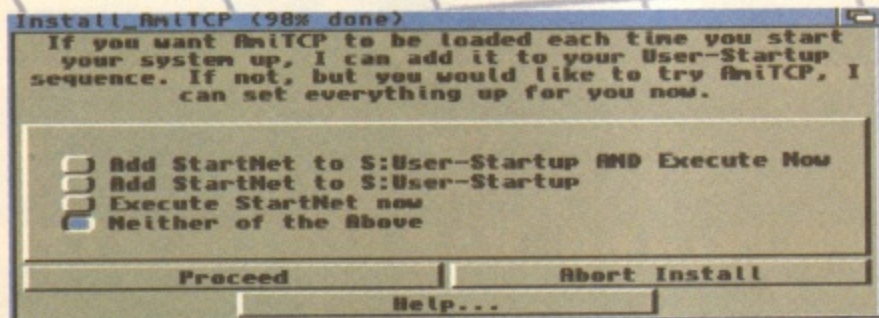 Install_AmiTCP (98% done)
If you want AmiTCP to be loaded each time you start
your system up, I can add it to your User-Startup
sequence. If not, but you would like to try AmiTCP, I
can set everything up for you now.
Add StartNet to S:User-Startup AND Execute Now
Add StartNet to S:User-Startup
Execute StartNet now
Neither of the Above
Proceed
Abort Install
Help...